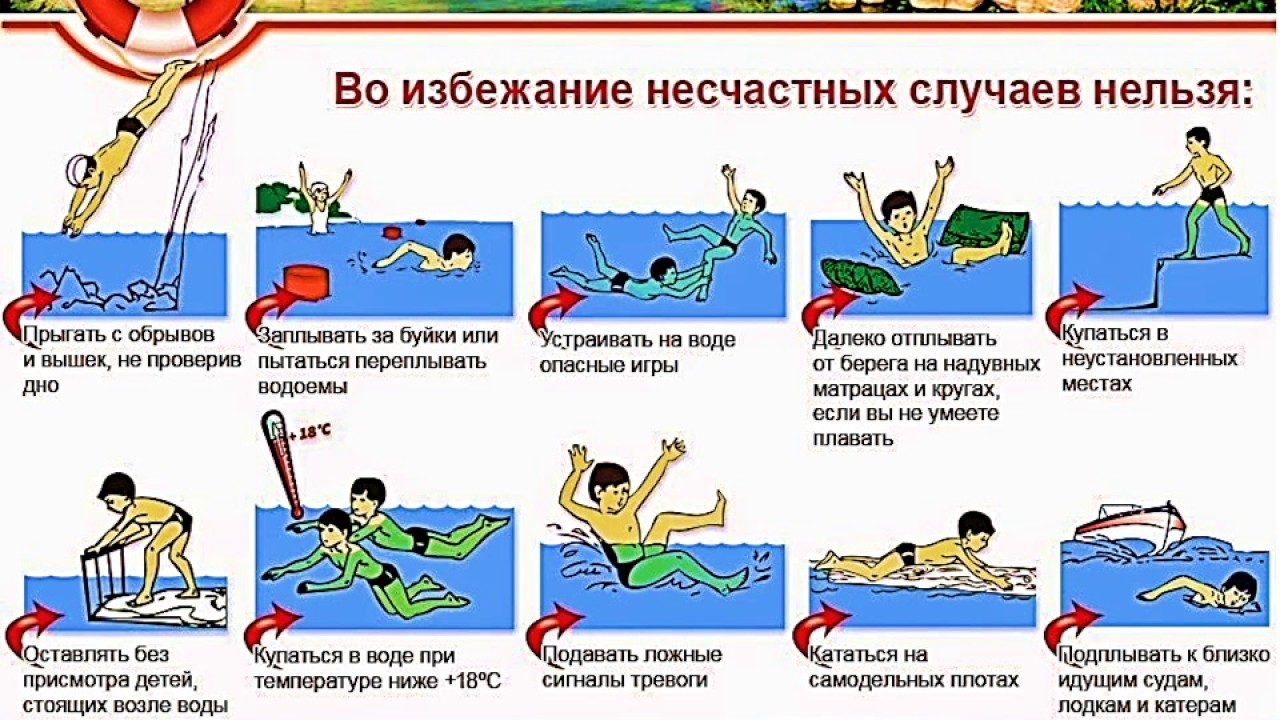 Во избежание несчастных случаев нельзя:
Прыгать с обрывов
и вышек, не проверив
дно
Заплывать за буйки или
пытаться переплывать
водоемы
Устраивать на воде
опасные игры
Далеко отплывать
от берега на надувных
матрацах и кругах,
если вы не умеете
плавать
Купаться в
неустановленных
местах
Оставлять без
присмотра детей,
стоящих возле воды
+18°C
Купаться в воде при
температуре ниже +18ºС
Подавать ложные
сигналы тревоги
Кататься на
самодельных плотах
Подплывать к близко
идущим судам,
лодкам и катерам